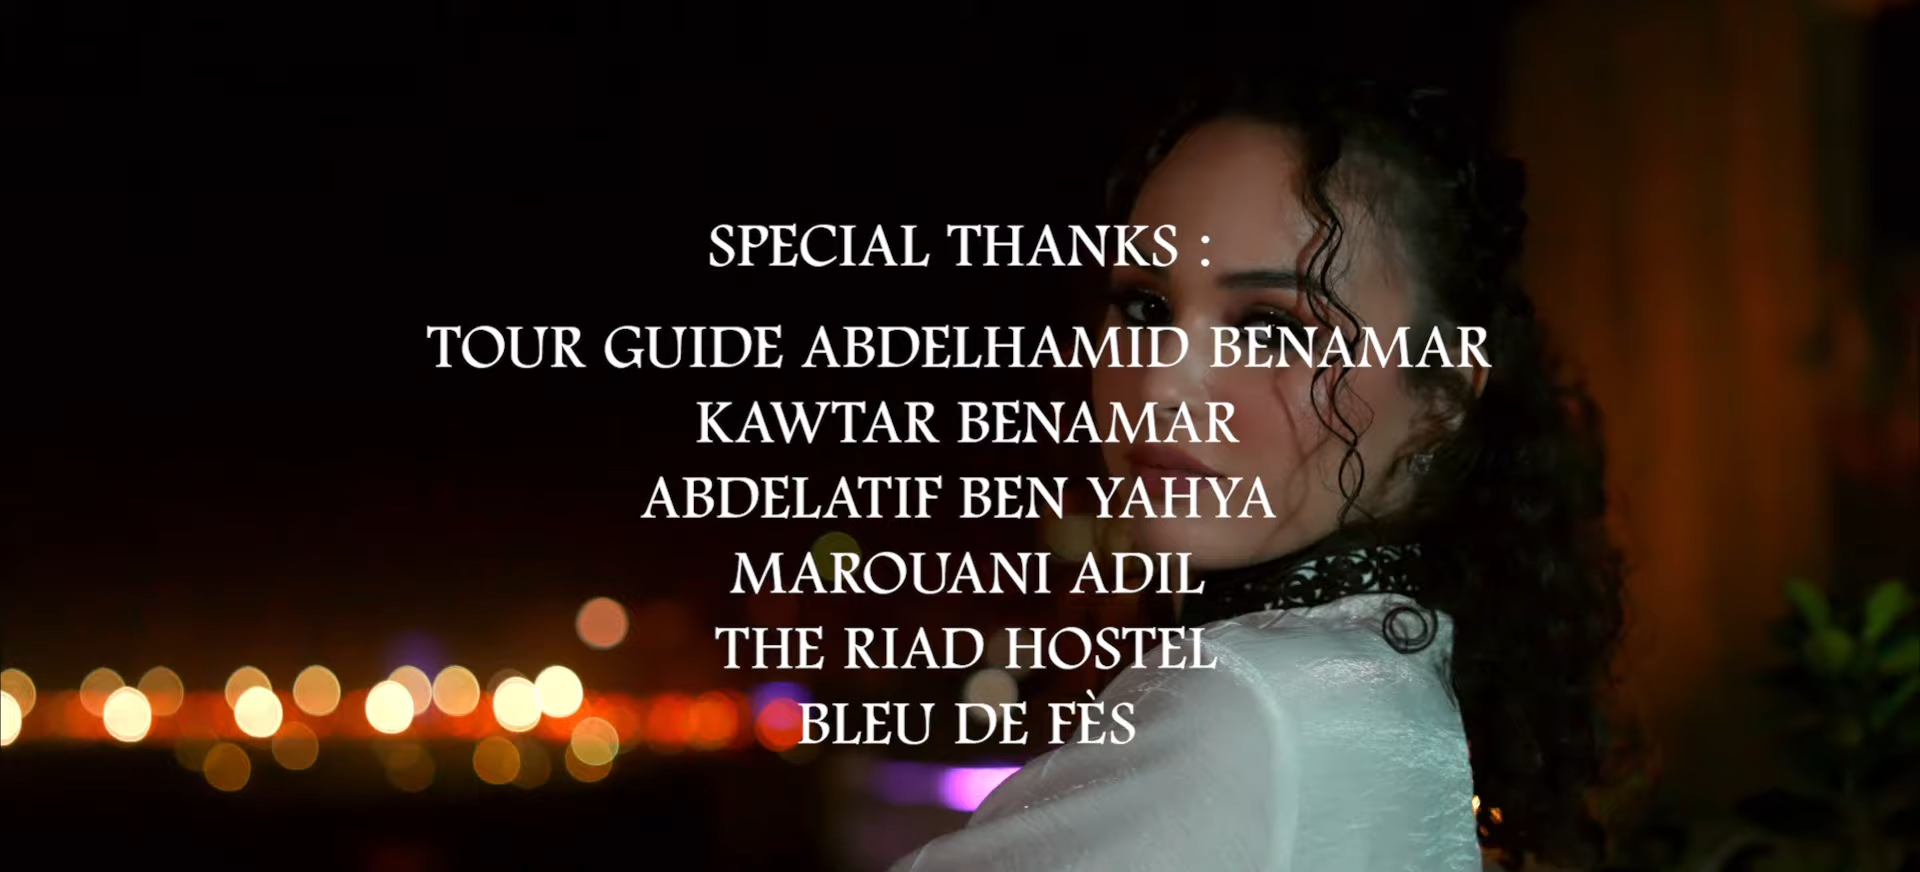 SPECIAL THANKS :
TOUR GUIDE ABDELHAMID BENAMAR
KAWTAR BENAMAR
ABDELATIF BEN YAHYA
MAROUANI ADIL
THE RIAD HOSTEL
BLEU DE FÈS